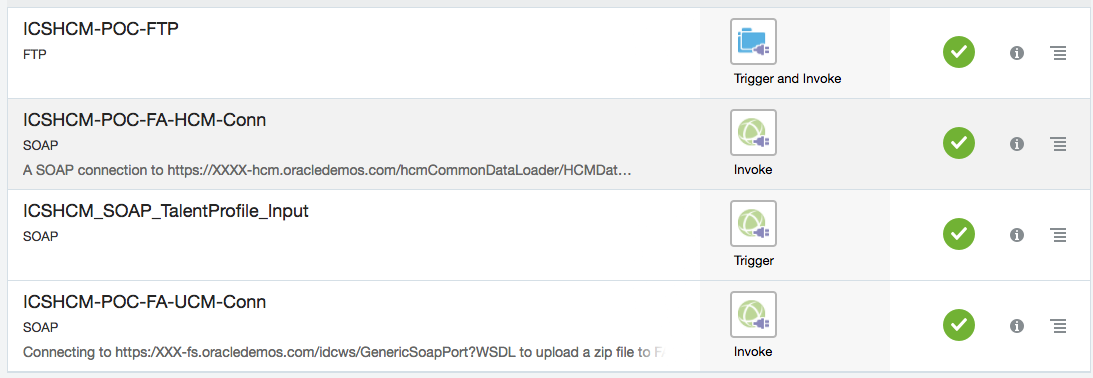 ICSHCM-POC-FTP
FTP
Trigger and Invoke
ICSHCM-POC-FA-HCM-Conn
SOAP
A SOAP connection to https://XXXX-hcm.oracledemos.com/hcmCommonDataLoader/HCMDat...
Invoke
ICSHCM_SOAP_TalentProfile_Input
SOAP
Trigger
ICSHCM-POC-FA-UCM-Conn
SOAP
Connecting to https:/XXX-fs.oracledemos.com/idcws/GenericSoapPort?WSDL to upload a zip file to FA
Invoke